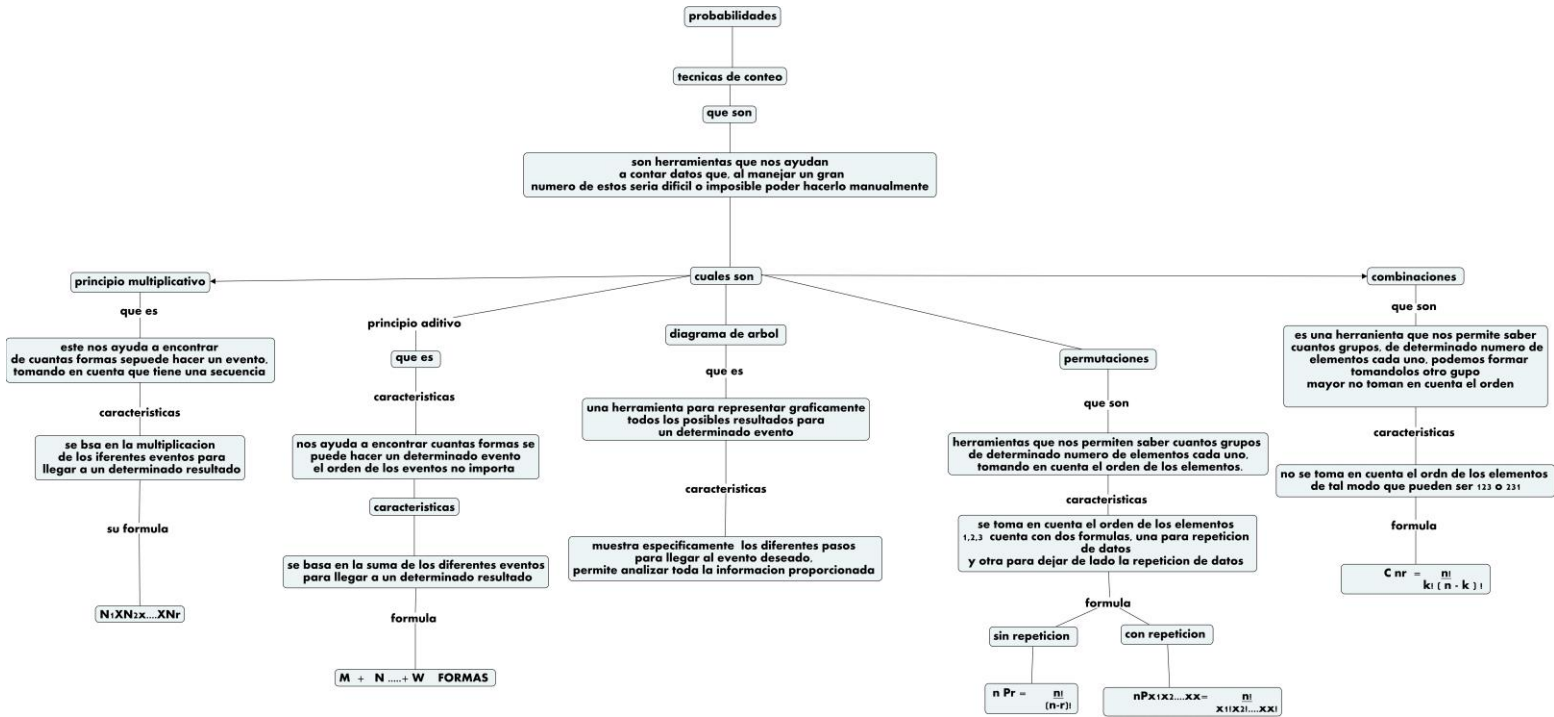 probabilidades
tecnicas de conteo
que son
son herramientas que nos ayudan
a contar datos que, al manejar un gran
numero de estos seria dificil o imposible poder hacerlo manualmente
cuales son
principio multiplicativo
que es
este nos ayuda a encontrar
de cuantas formas sepuede hacer un evento,
tomando en cuenta que tiene una secuencia
caracteristicas
se bsa en la multiplicacion
de los iferentes eventos para
llegar a un determinado resultado
su formula
N1XN2x....XNr
principio aditivo
que es
caracteristicas
nos ayuda a encontrar cuantas formas se
puede hacer un determinado evento
el orden de los eventos no importa
caracteristicas
se basa en la suma de los diferentes eventos
para llegar a un determinado resultado
formula
M + N .....+ W FORMAS
diagrama de arbol
que es
una herramienta para representar graficamente
todos los posibles resultados para
un determinado evento
caracteristicas
muestra especificamente los diferentes pasos
para llegar al evento deseado,
permite analizar toda la informacion proporcionada
permutaciones
que son
herramientas que nos permiten saber cuantos grupos
de determinado numero de elementos cada uno,
tomando en cuenta el orden de los elementos.
caracteristicas
se toma en cuenta el orden de los elementos
1,2,3 cuenta con dos formulas, una para repeticion
de datos
y otra para dejar de lado la repeticion de datos
formula
sin repeticion
n Pr = n!
(n-r)!
con repeticion
nPx1x2....xx= n!
x1!x2!....xx!
combinaciones
que son
es una herranienta que nos permite saber
cuantos grupos, de determinado numero de
elementos cada uno, podemos formar
tomandolos otro gupo
mayor no toman en cuenta el orden
caracteristicas
no se toma en cuenta el ordn de los elementos
de tal modo que pueden ser 123 o 231
formula
C nr = n!
k! ( n - k ) !